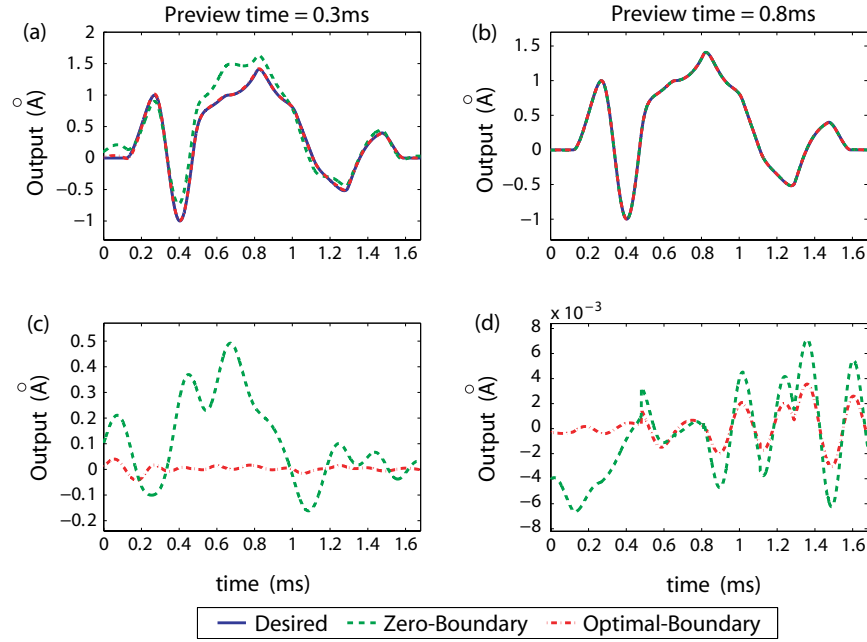 Preview time = 0.3ms
Preview time = 0.8ms
(a)
2
1.5
1
0.5
0
−0.5
−1
Output (Å)
0 0.2 0.4 0.6 0.8 1 1.2 1.4 1.6
(b)
1.5
1
0.5
0
−0.5
−1
Output (Å)
0 0.2 0.4 0.6 0.8 1 1.2 1.4 1.6
(c)
0.5
0.4
0.3
0.2
0.1
0
−0.1
−0.2
Output (Å)
0 0.2 0.4 0.6 0.8 1 1.2 1.4 1.6
time (ms)
(d)
x 10⁻³
8
6
4
2
0
−2
−4
−6
−8
Output (Å)
0 0.2 0.4 0.6 0.8 1 1.2 1.4 1.6
time (ms)
Desired Zero-Boundary Optimal-Boundary